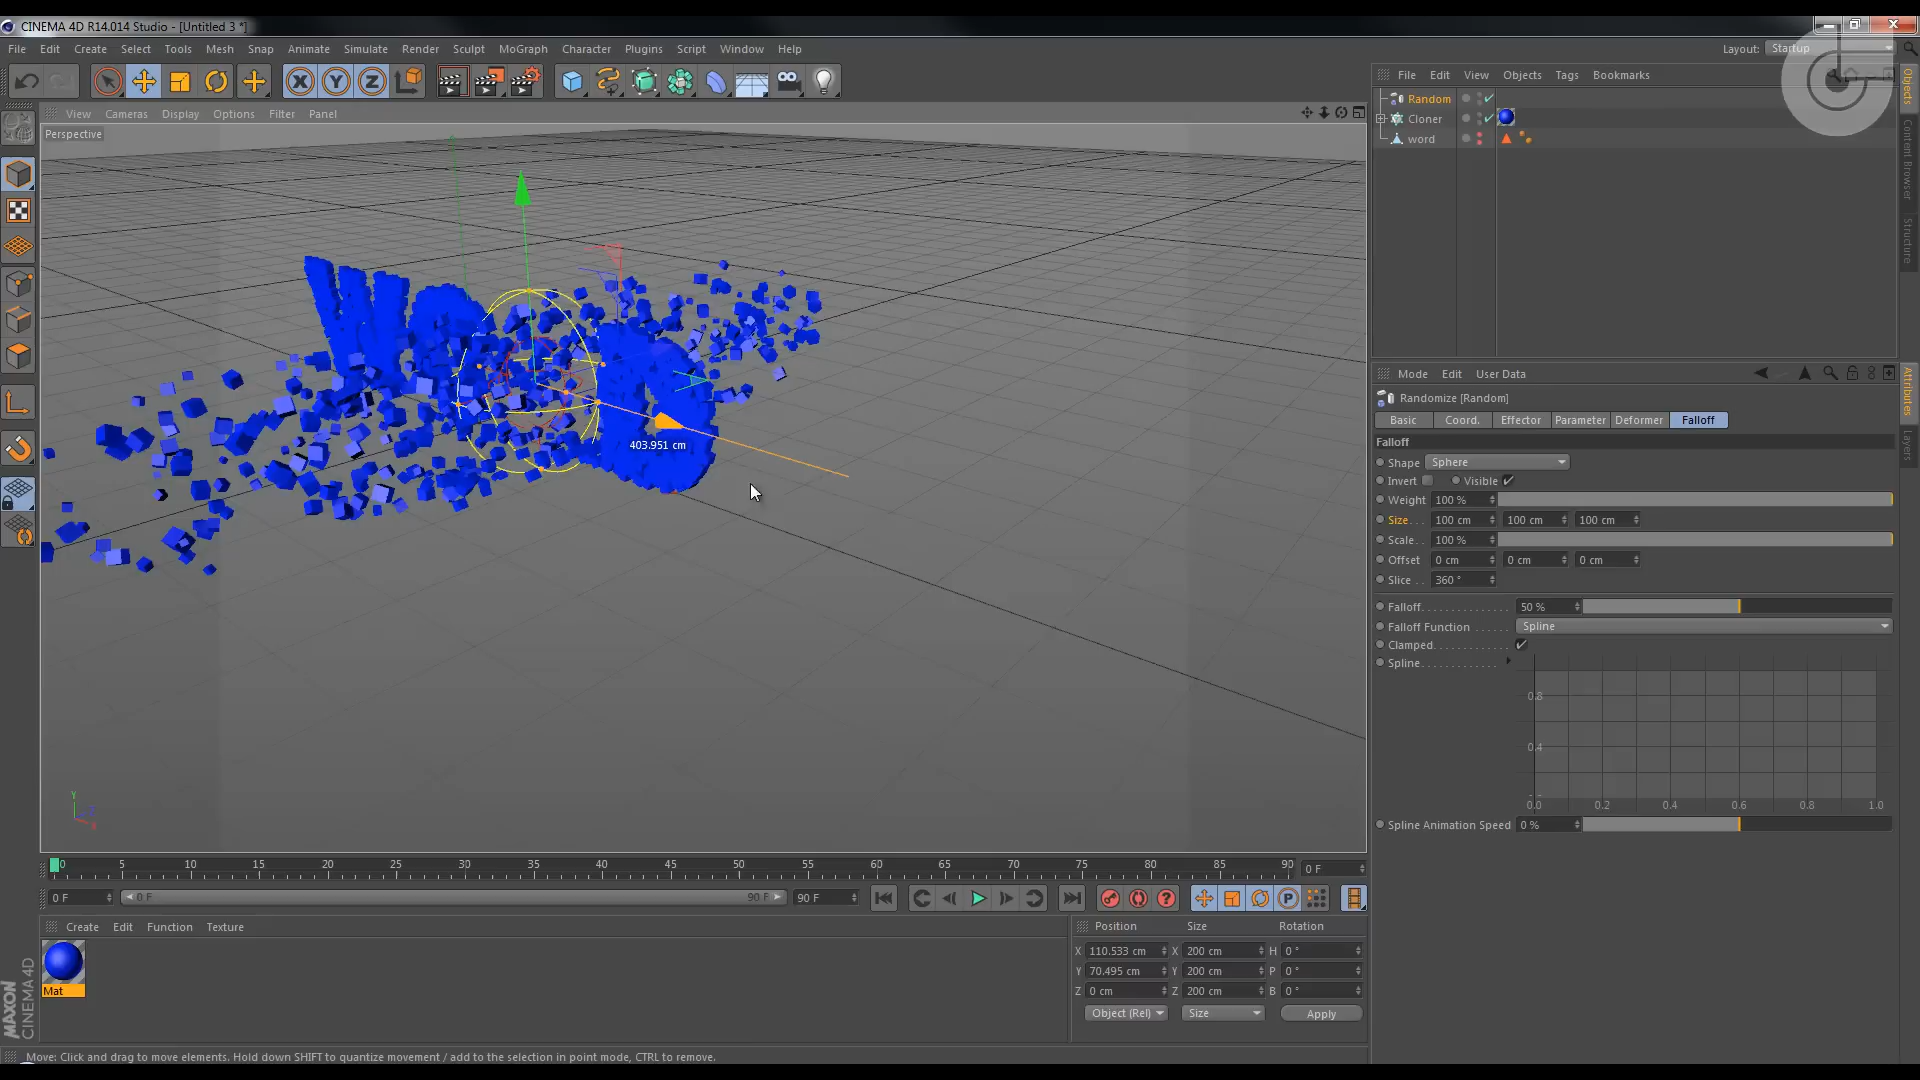 CINEMA 4D R14.014 Studio - [Untitled 3 *]
File Edit Create Select Tools Mesh Snap Animate Simulate Render Sculpt MoGraph Character Plugins Script Window Help
Layout: Startup
File Edit View Objects Tags Bookmarks
View Cameras Display Options Filter Panel
Perspective
Random
Cloner
word
Objects
Content Browser
Structure
403.951 cm
Mode Edit User Data
Randomize [Random]
Basic Coord. Effector Parameter Deformer Falloff
Falloff
Shape Sphere
Invert Visible
Weight 100 %
Size... 100 cm 100 cm 100 cm
Scale.. 100 %
Offset 0 cm 0 cm 0 cm
Slice... 360 °
Falloff 50 %
Falloff Function Spline
Clamped
Spline
0.8
0.4
0.0 0.2 0.4 0.6 0.8 1.0
Spline Animation Speed 0 %
Attributes
Layers
Y
Z
X
0 5 10 15 20 25 30 35 40 45 50 55 60 65 70 75 80 85 90
0 F
0 F 0 F 90 F 90 F
Create Edit Function Texture
Mat
Position Size Rotation
X 110.533 cm X 200 cm H 0 °
Y 70.495 cm Y 200 cm P 0 °
Z 0 cm Z 200 cm B 0 °
Object (Rel) Size Apply
MAXON
CINEMA 4D
Move: Click and drag to move elements. Hold down SHIFT to quantize movement / add to the selection in point mode, CTRL to remove.